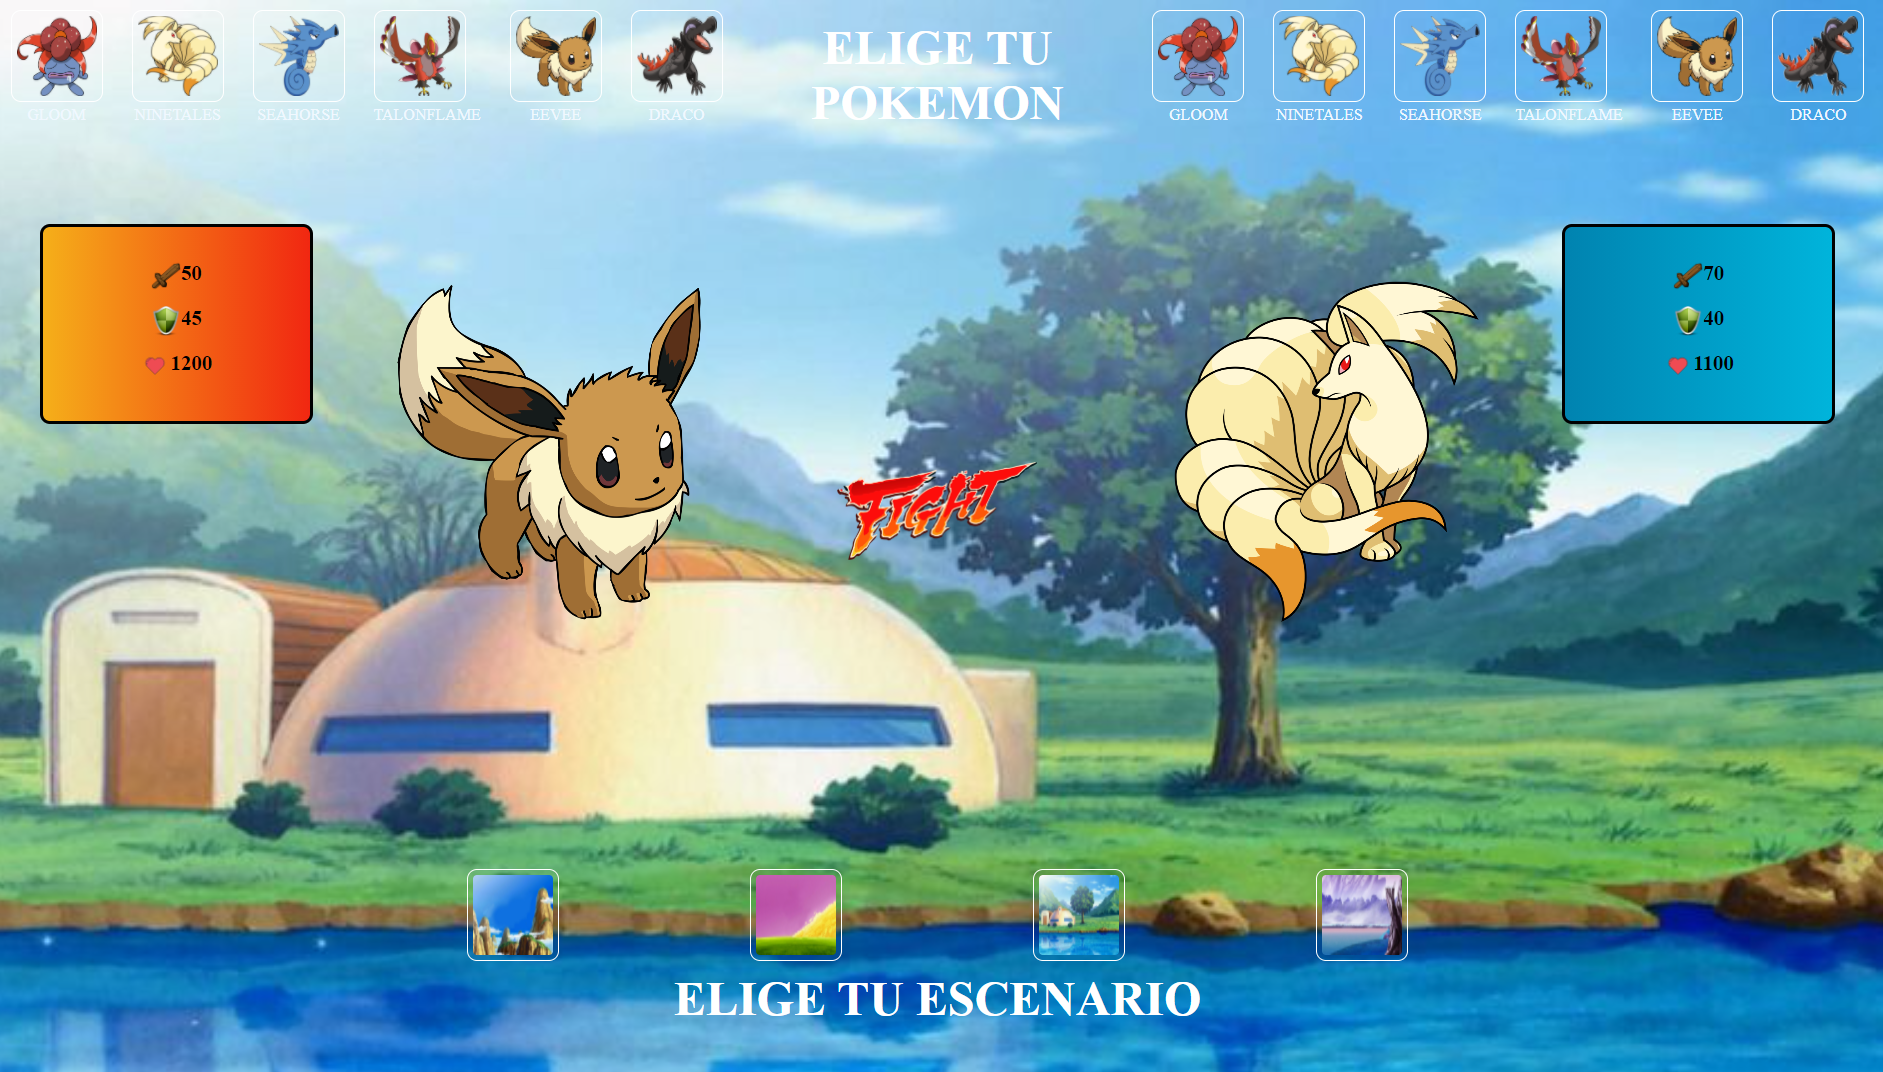 GLOOM
NINETALES
SEAHORSE
TALONFLAME
EEVEE
DRACO
ELIGE TU
POKEMON
GLOOM
NINETALES
SEAHORSE
TALONFLAME
EEVEE
DRACO
50
45
1200
70
40
1100
FIGHT
ELIGE TU ESCENARIO